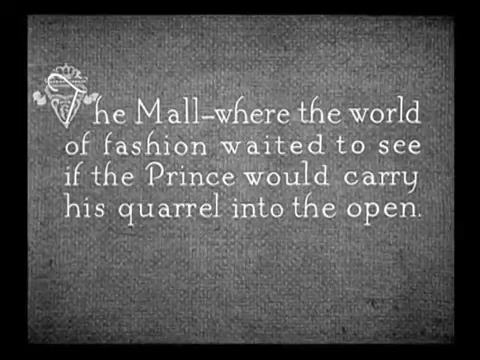 The Mall–where the world
of fashion waited to see
if the Prince would carry
his quarrel into the open.